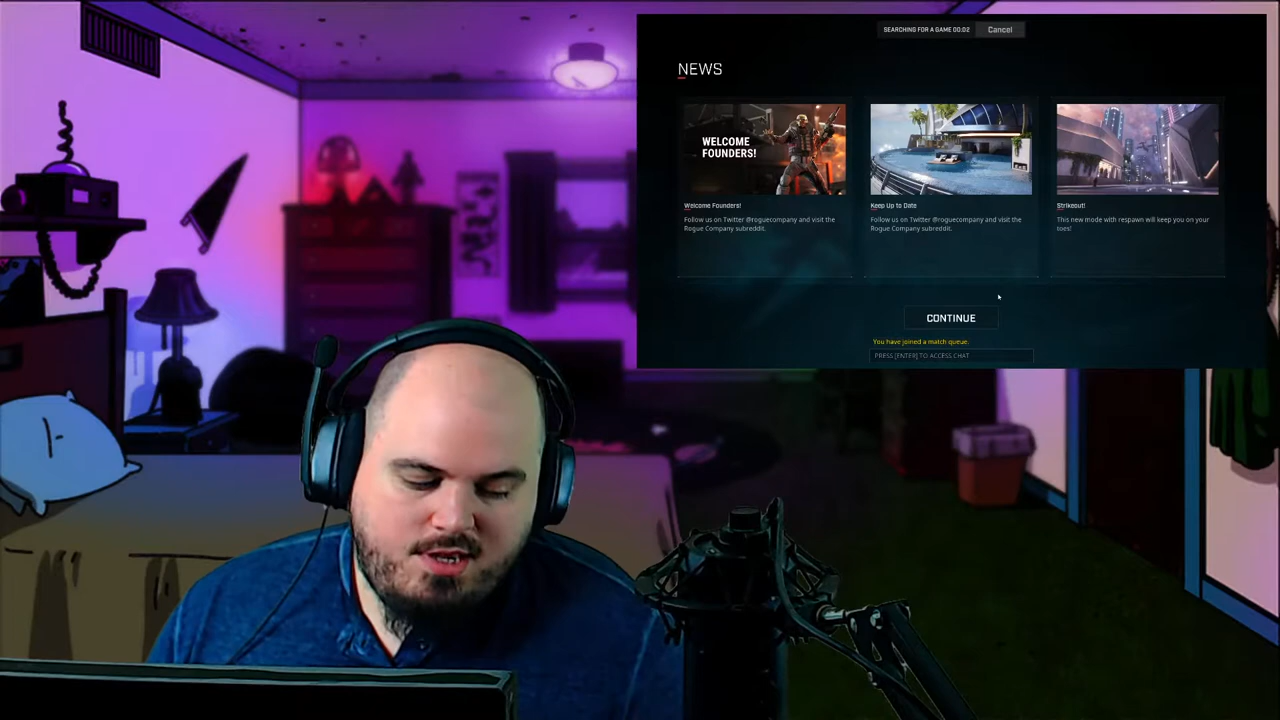 SEARCHING FOR A GAME 00:02 Cancel
NEWS
WELCOME
FOUNDERS!
Welcome Founders!
Follow us on Twitter @roguecompany and visit the
Rogue Company subreddit.
Keep Up to Date
Follow us on Twitter @roguecompany and visit the
Rogue Company subreddit.
Strikeout!
This new mode with respawn will keep you on your
toes!
CONTINUE
You have joined a match queue.
PRESS [ENTER] TO ACCESS CHAT